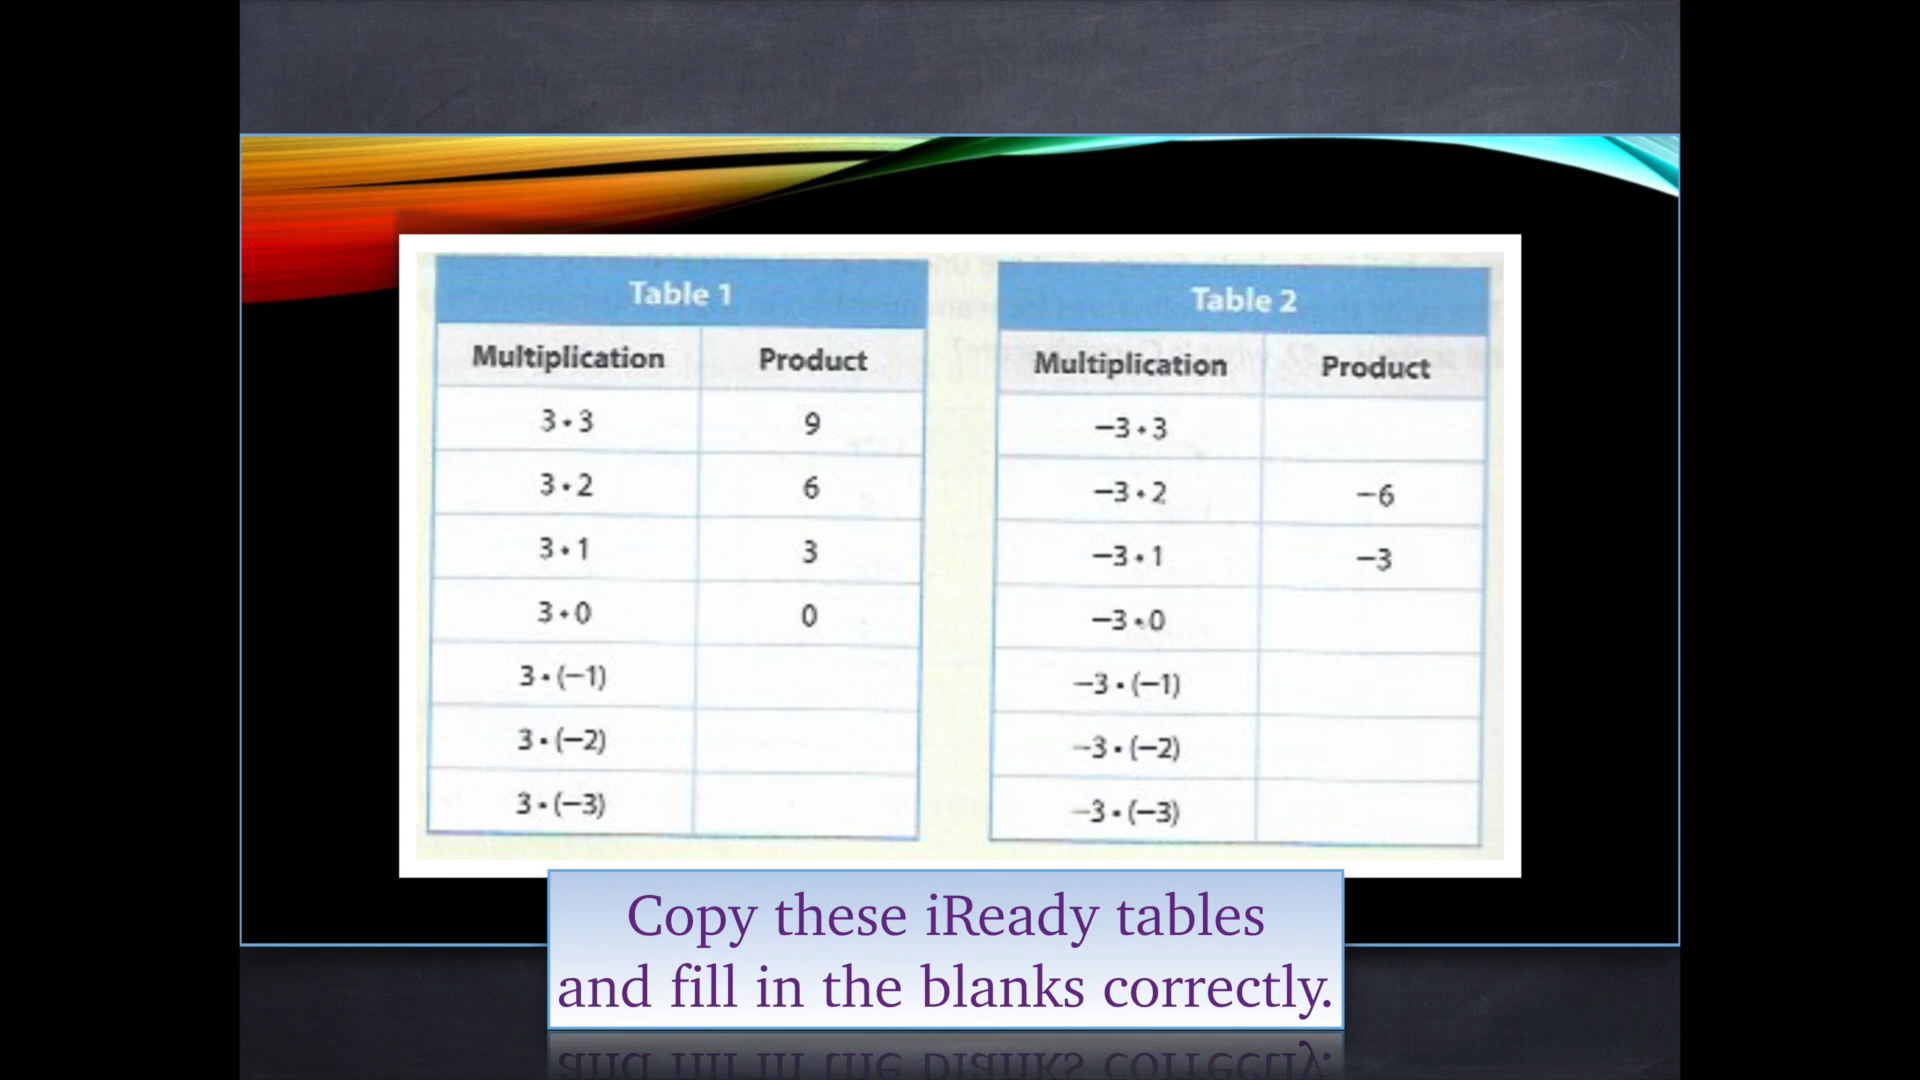 Table 1
Multiplication Product
3 • 3 9
3 • 2 6
3 • 1 3
3 • 0 0
3 • (−1)
3 • (−2)
3 • (−3)
Table 2
Multiplication Product
−3 • 3
−3 • 2 −6
−3 • 1 −3
−3 • 0
−3 • (−1)
−3 • (−2)
−3 • (−3)
Copy these iReady tables
and fill in the blanks correctly.